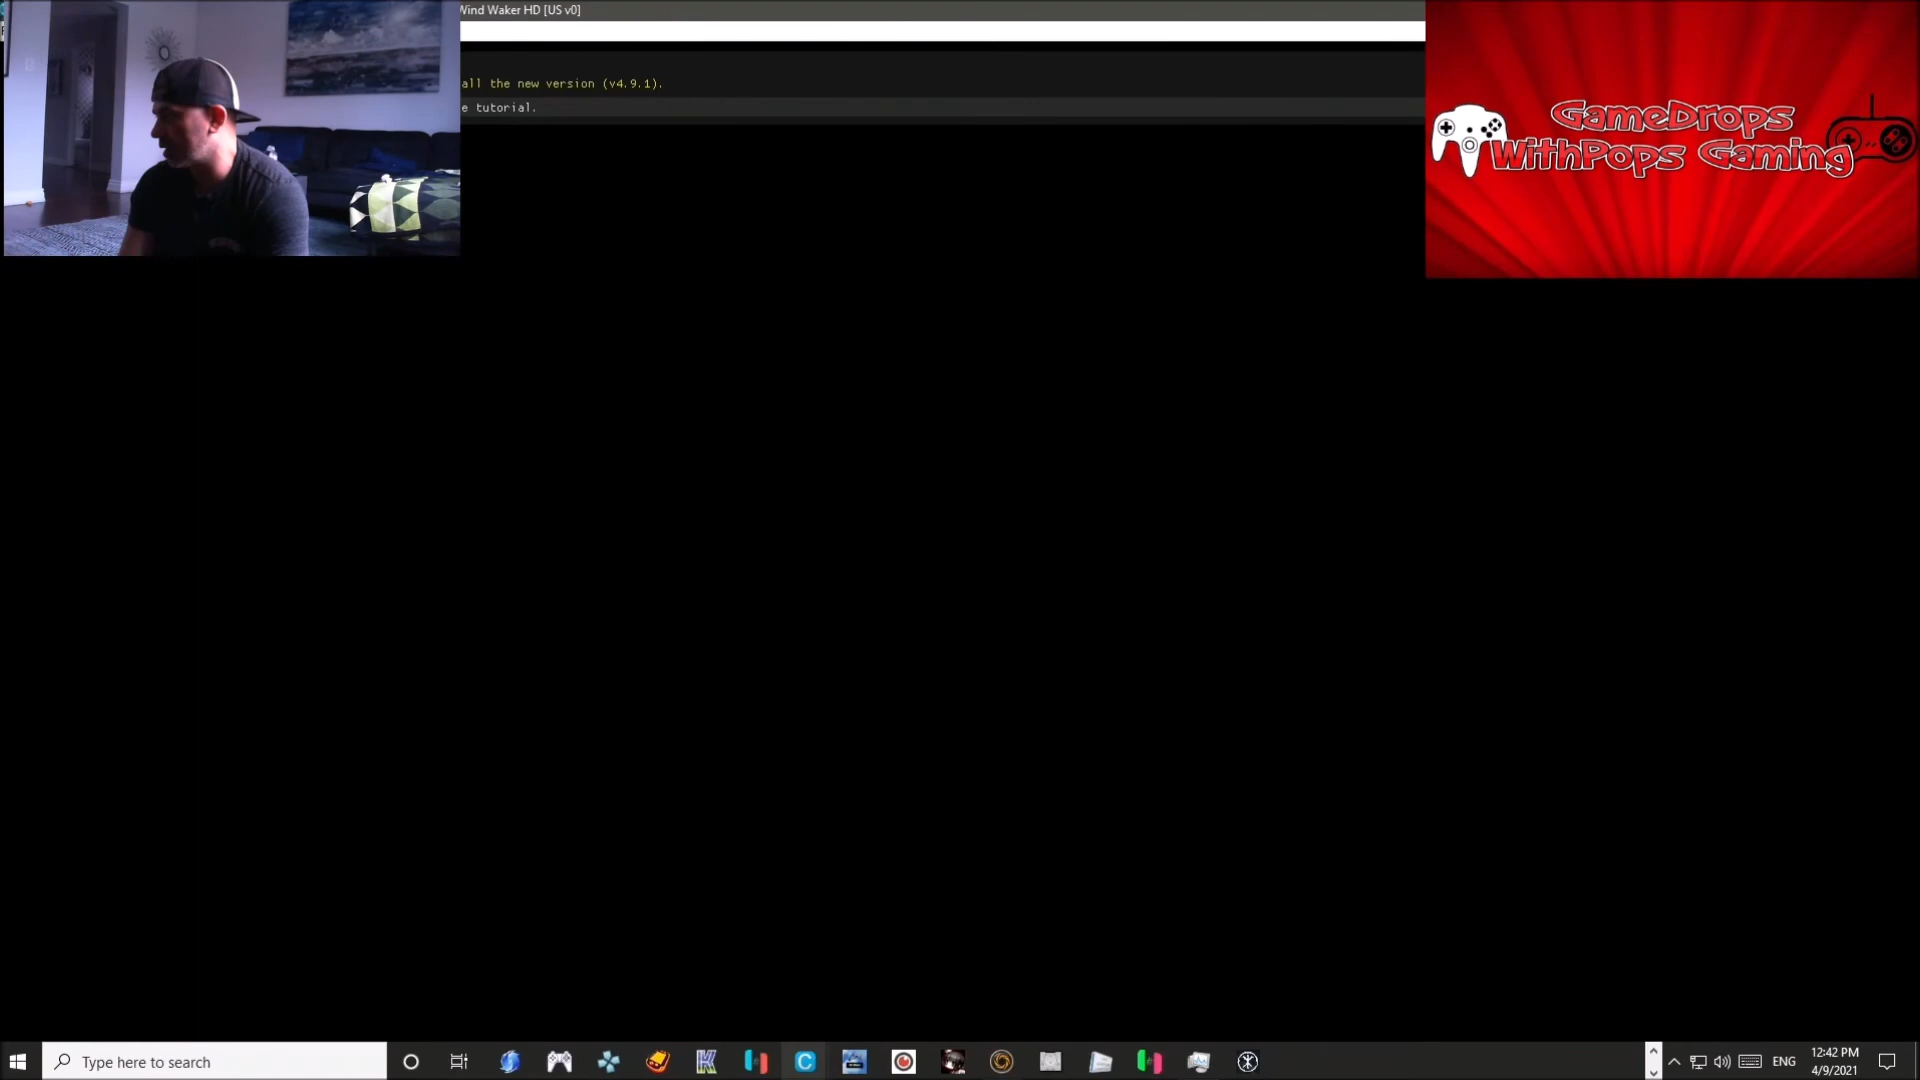 Wind Waker HD [US v0]
all the new version (v4.9.1).
e tutorial.
GameDrops
WithPops Gaming
Type here to search
ENG
12:42 PM
4/9/2021